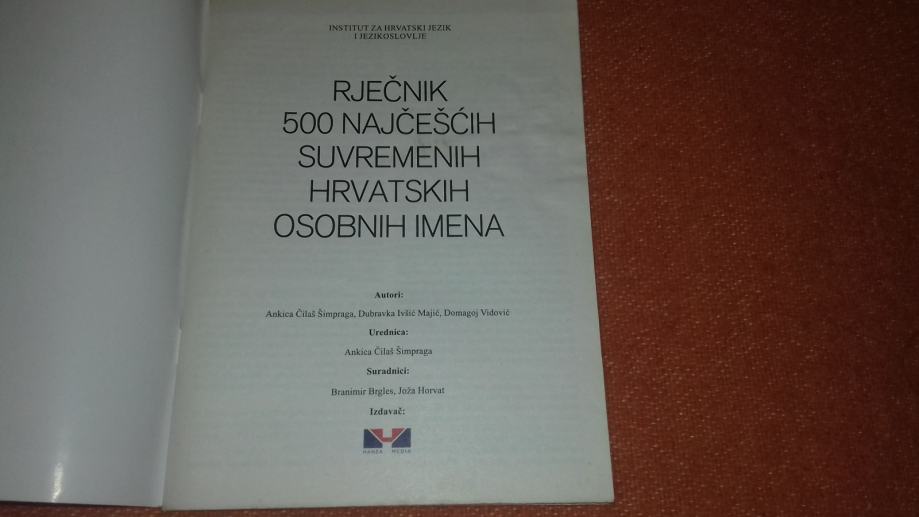 INSTITUT ZA HRVATSKI JEZIK
I JEZIKOSLOVLJE
RJEČNIK
500 NAJČEŠĆIH
SUVREMENIH
HRVATSKIH
OSOBNIH IMENA
Autori:
Ankica Čilaš Šimpraga, Dubravka Ivšić Majić, Domagoj Vidović
Urednica:
Ankica Čilaš Šimpraga
Suradnici:
Branimir Brgles, Joža Horvat
Izdavač:
HANZA MEDIA